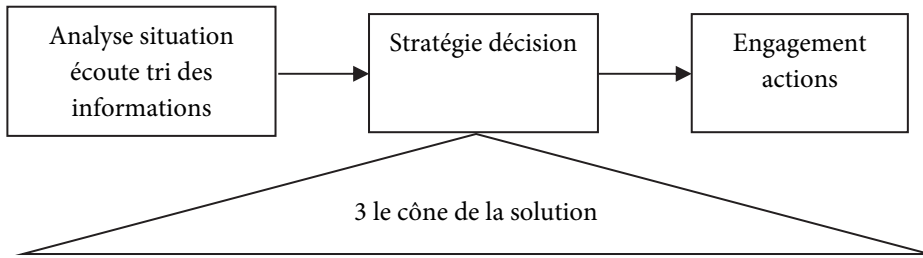 Analyse situation
écoute tri des
informations
Stratégie décision
Engagement
actions
3 le cône de la solution